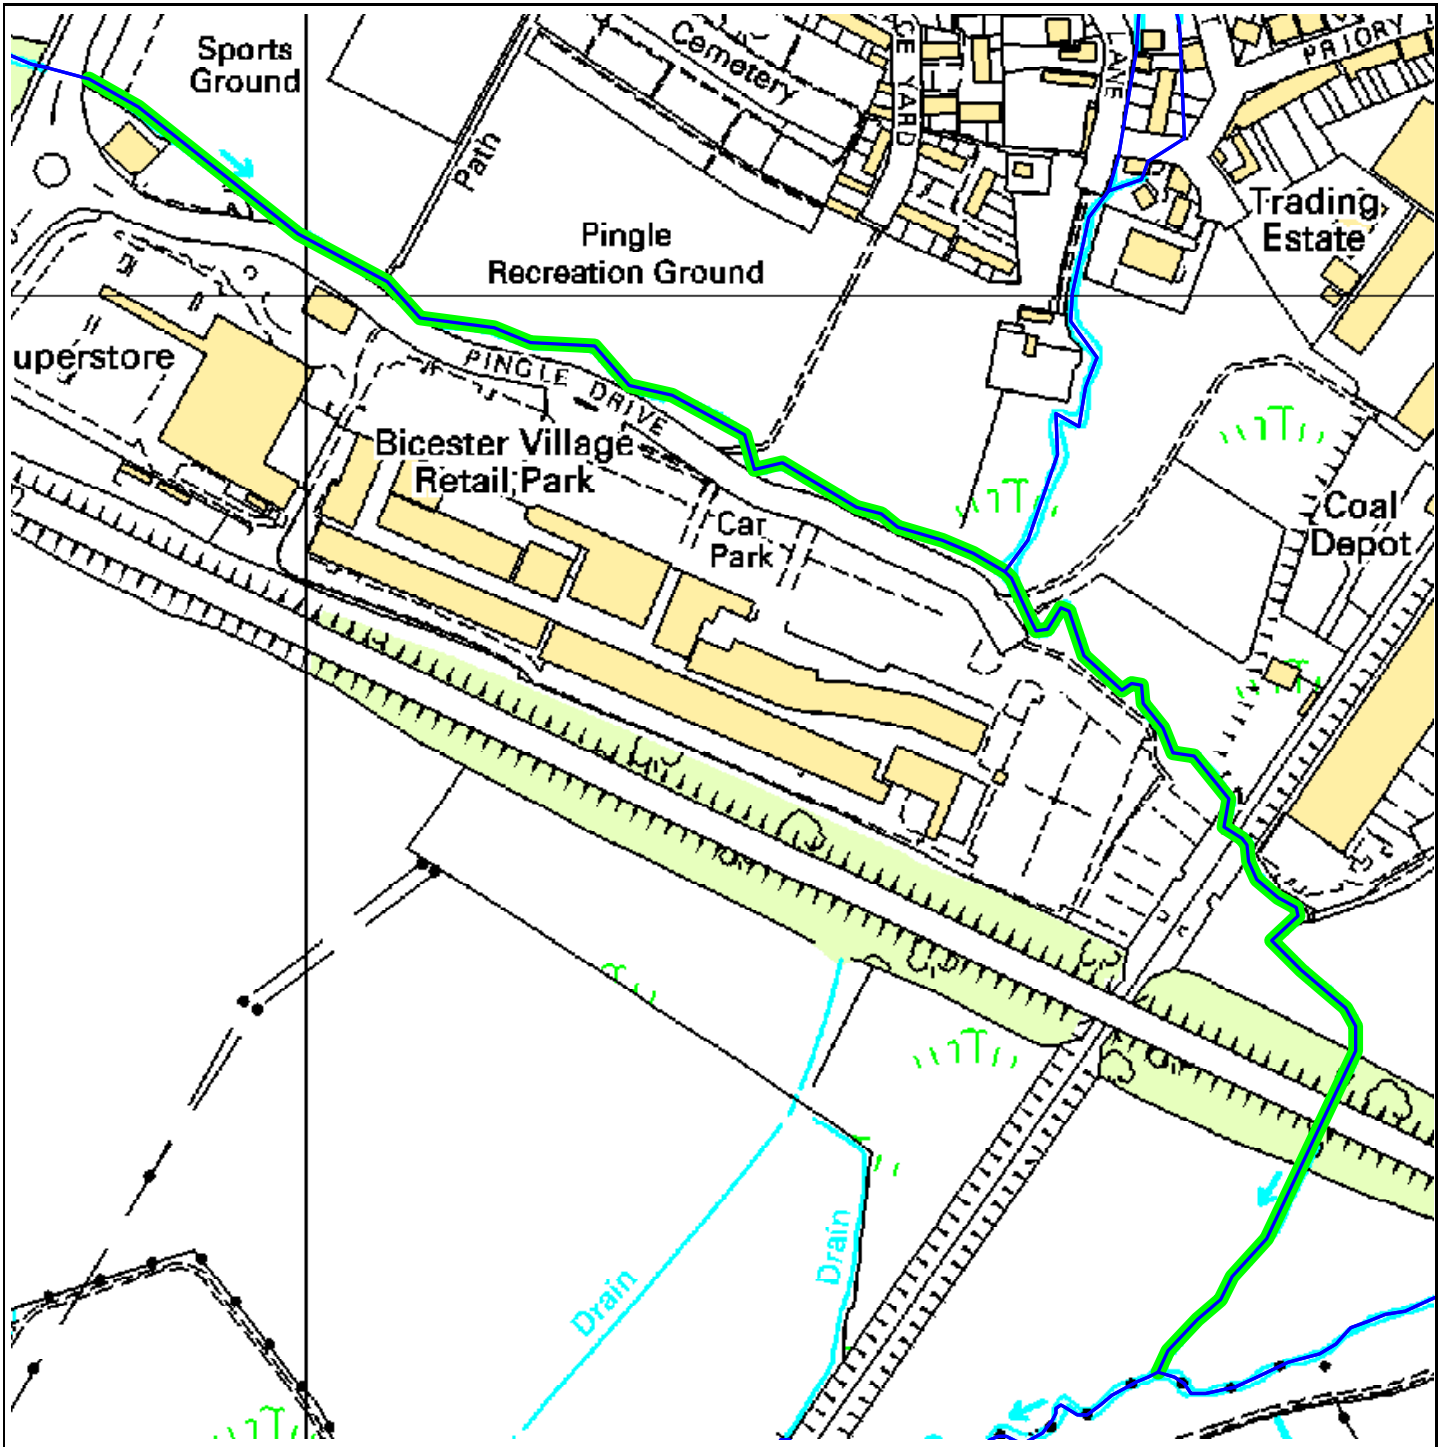 Sports
Ground
Cemetery
CE YARD
LANE
PRIORY
Path
Pingle
Recreation Ground
Trading
Estate
uperstore
PINGLE DRIVE
Bicester Village
Retail Park
Car
Park
Coal
Depot
Drain
Drain